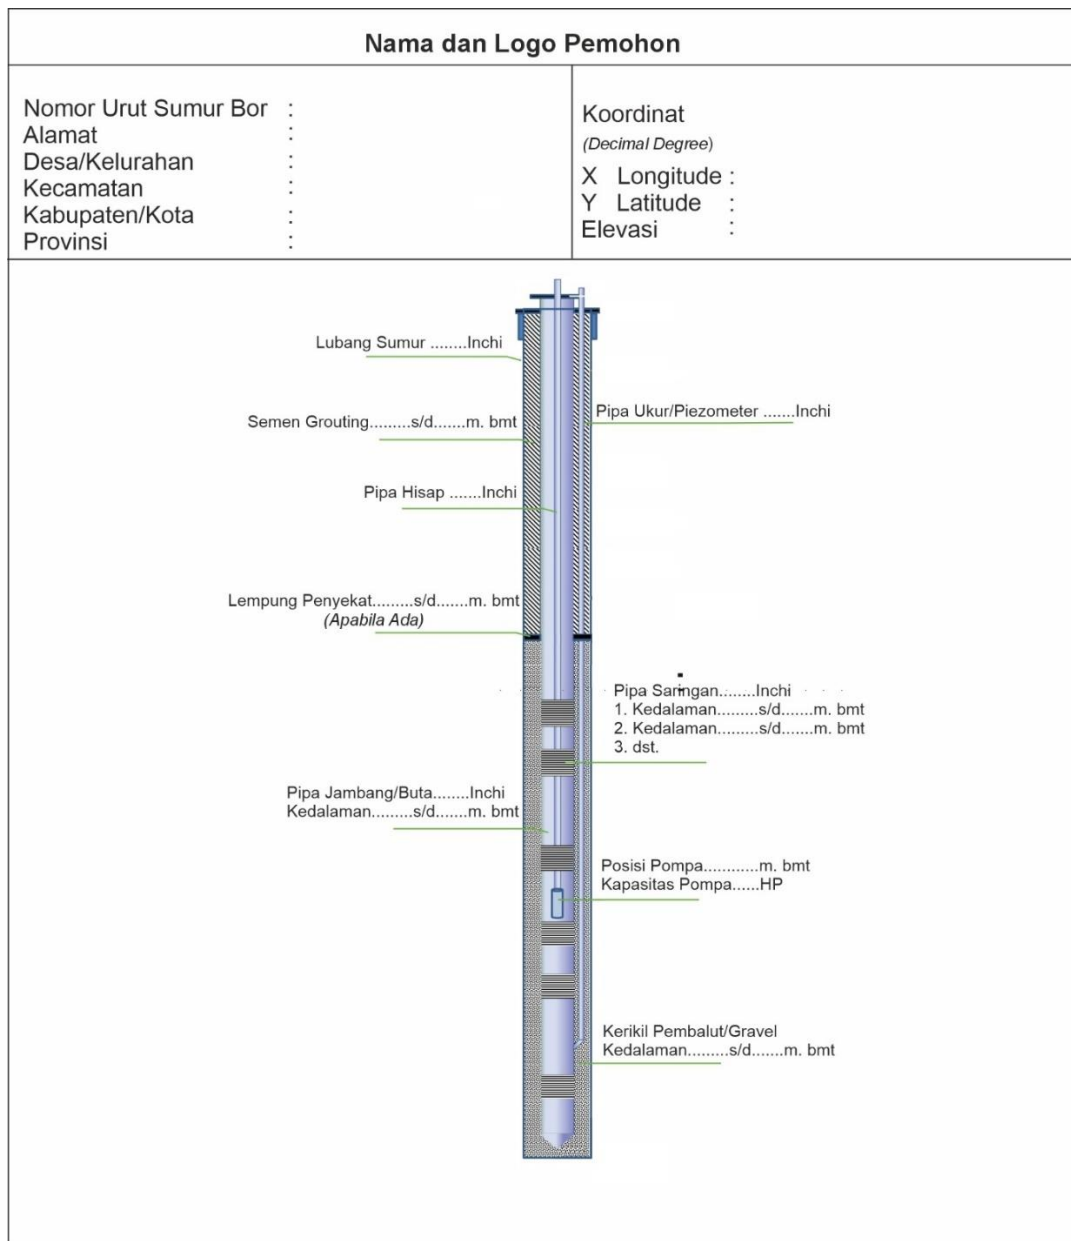 Nama dan Logo Pemohon
Nomor Urut Sumur Bor :
Alamat :
Desa/Kelurahan :
Kecamatan :
Kabupaten/Kota :
Provinsi :
Koordinat
(Decimal Degree)
X Longitude :
Y Latitude :
Elevasi :
Lubang Sumur ........Inchi
Semen Grouting.........s/d.......m. bmt
Pipa Ukur/Piezometer .......Inchi
Pipa Hisap .......Inchi
Lempung Penyekat.........s/d.......m. bmt
(Apabila Ada)
Pipa Saringan........Inchi
1. Kedalaman.........s/d.......m. bmt
2. Kedalaman.........s/d.......m. bmt
3. dst.
Pipa Jambang/Buta........Inchi
Kedalaman.........s/d.......m. bmt
Posisi Pompa............m. bmt
Kapasitas Pompa......HP
Kerikil Pembalut/Gravel
Kedalaman.........s/d.......m. bmt